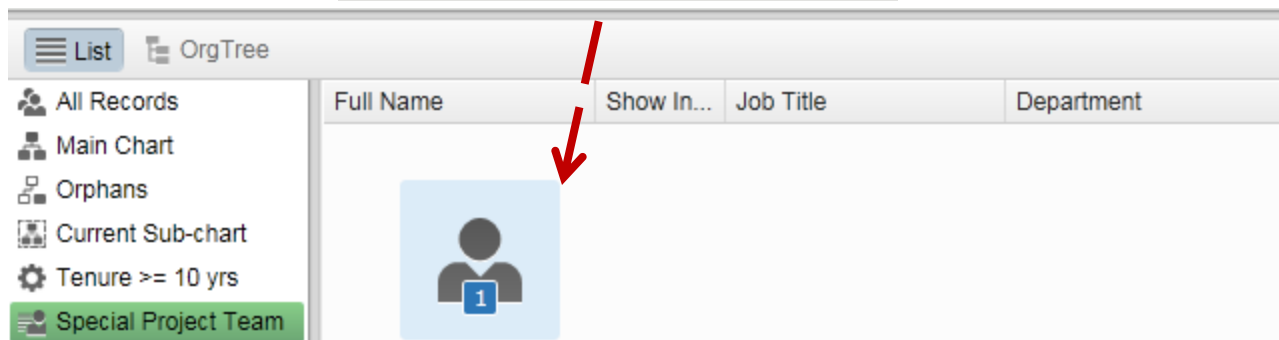 List OrgTree
All Records
Full Name Show In... Job Title Department
Main Chart
Orphans
Current Sub-chart
Tenure >= 10 yrs
1
Special Project Team